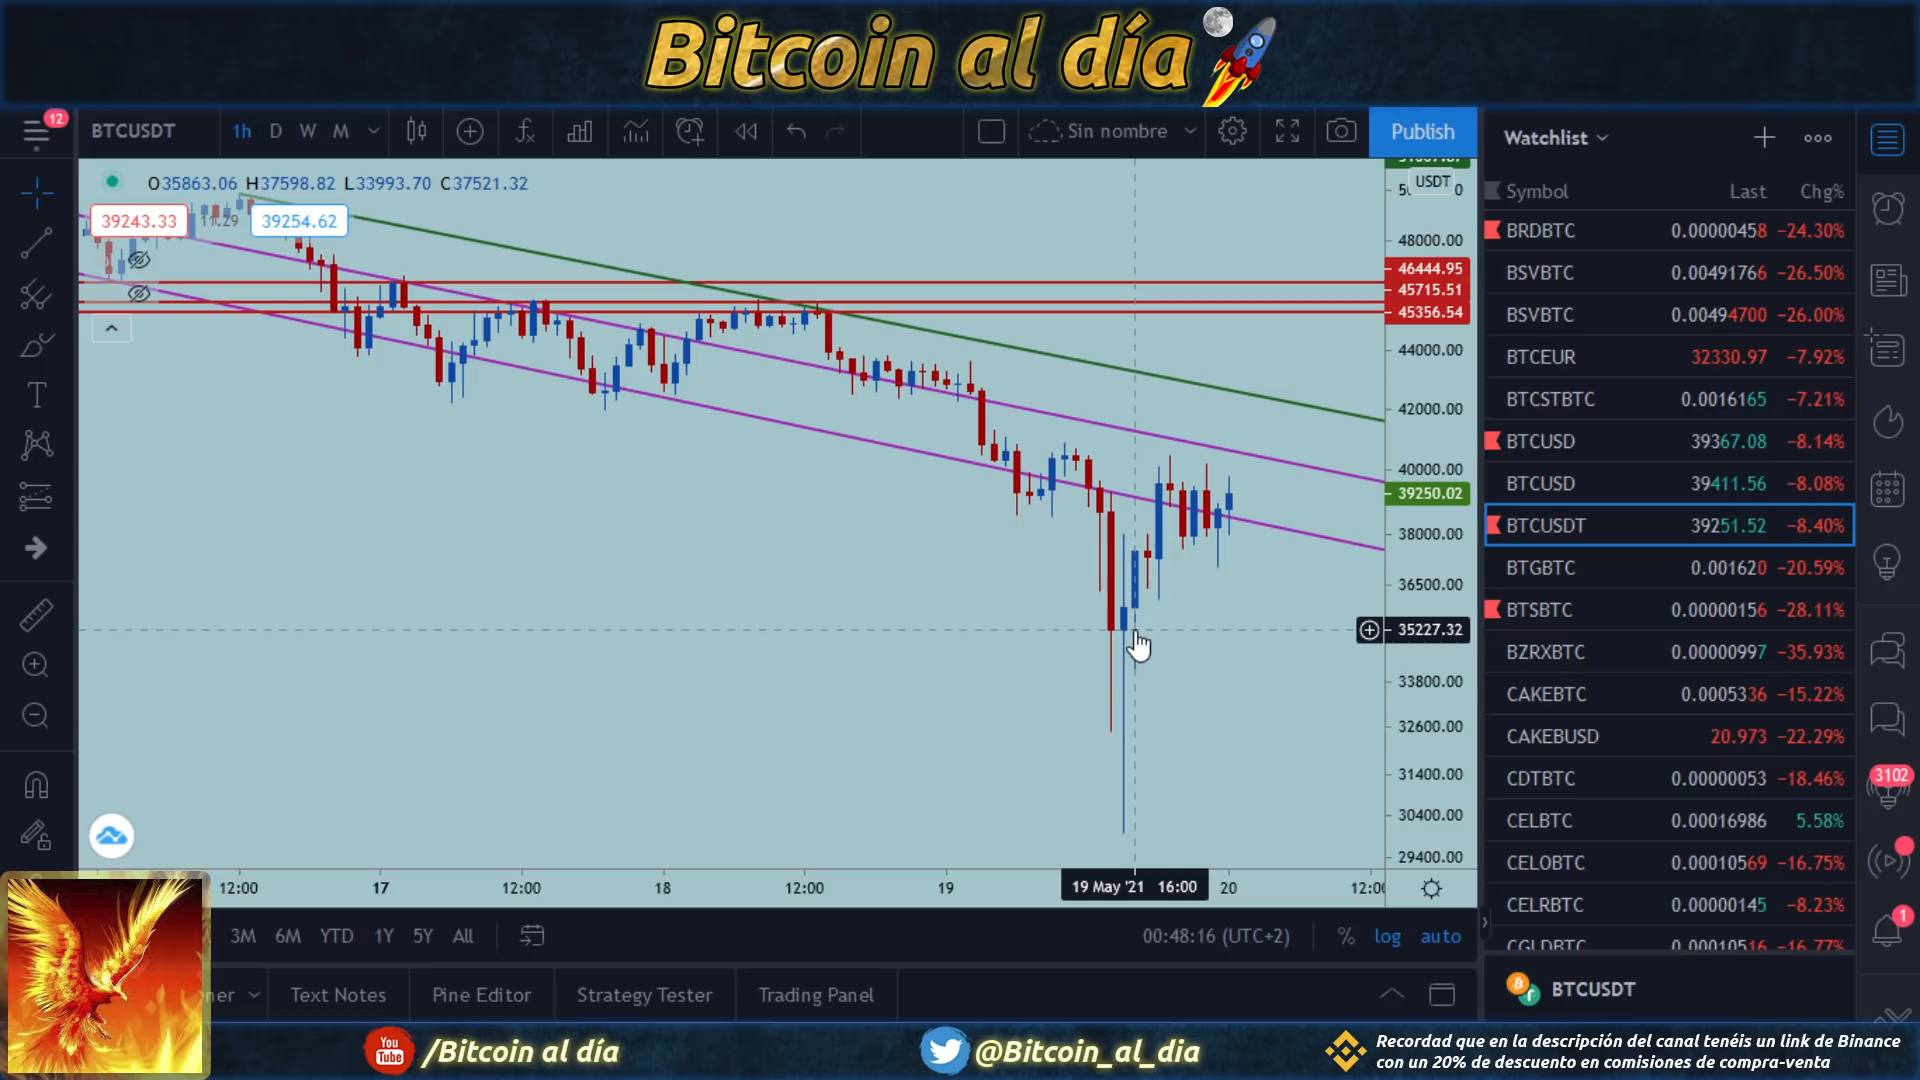 Bitcoin al día
12
BTCUSDT
1h D W M
Sin nombre
Publish
O35863.06 H37598.82 L33993.70 C37521.32
39243.33
11.29
39254.62
USDT
48000.00
46444.95
45715.51
45356.54
44000.00
42000.00
40000.00
39250.02
38000.00
36500.00
35227.32
33800.00
32600.00
31400.00
30400.00
29400.00
12:00 17 12:00 18 12:00 19 19 May '21 16:00 20
3M 6M YTD 1Y 5Y All
00:48:16 (UTC+2)
% log auto
Text Notes
Pine Editor
Strategy Tester
Trading Panel
Watchlist
Symbol Last Chg%
BRDBTC 0.00000458 −24.30%
BSVBTC 0.00491766 −26.50%
BSVBTC 0.00494700 −26.00%
BTCEUR 32330.97 −7.92%
BTCSTBTC 0.0016165 −7.21%
BTCUSD 39367.08 −8.14%
BTCUSD 39411.56 −8.08%
BTCUSDT 39251.52 −8.40%
BTGBTC 0.001620 −20.59%
BTSBTC 0.00000156 −28.11%
BZRXBTC 0.00000997 −35.93%
CAKEBTC 0.0005336 −15.22%
CAKEBUSD 20.973 −22.29%
CDTBTC 0.00000053 −18.46%
CELBTC 0.00016986 5.58%
CELOBTC 0.00010569 −16.75%
CELRBTC 0.00000145 −8.23%
CGLDBTC 0.00010516 −16.77%
BTCUSDT
3102
1
You
Tube
/Bitcoin al día
@Bitcoin_al_dia
Recordad que en la descripción del canal tenéis un link de Binance
con un 20% de descuento en comisiones de compra-venta